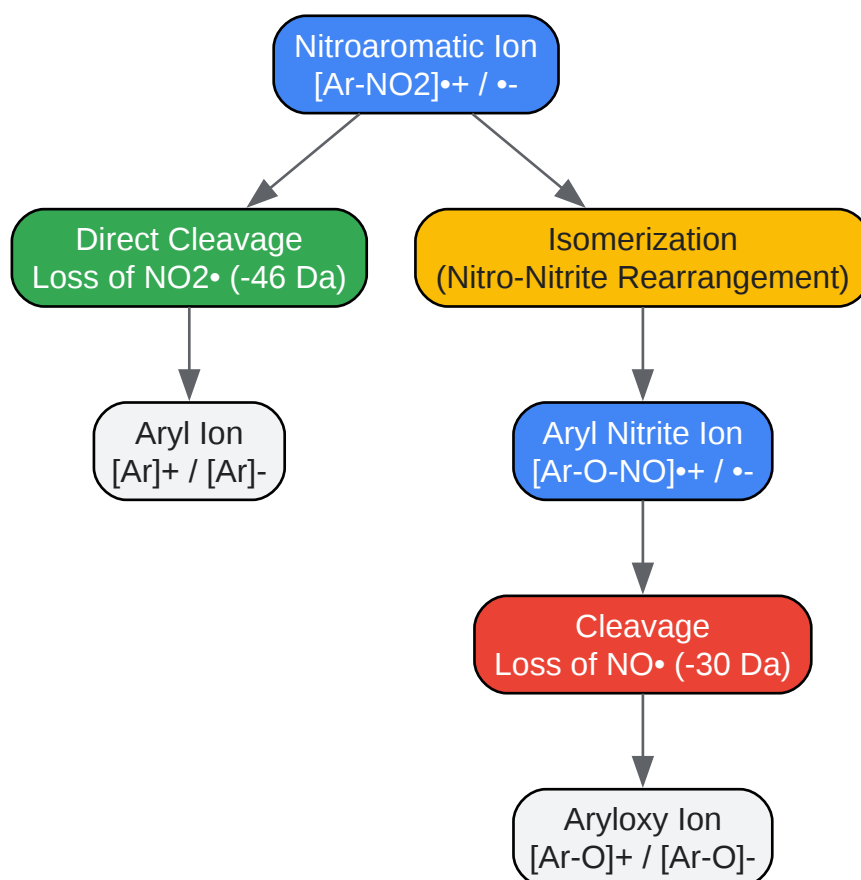 Nitroaromatic Ion
[Ar-NO2]•+ / •-
Direct Cleavage
Loss of NO2• (-46 Da)
Isomerization
(Nitro-Nitrite Rearrangement)
Aryl Ion
[Ar]+ / [Ar]-
Aryl Nitrite Ion
[Ar-O-NO]•+ / •-
Cleavage
Loss of NO• (-30 Da)
Aryloxy Ion
[Ar-O]+ / [Ar-O]-